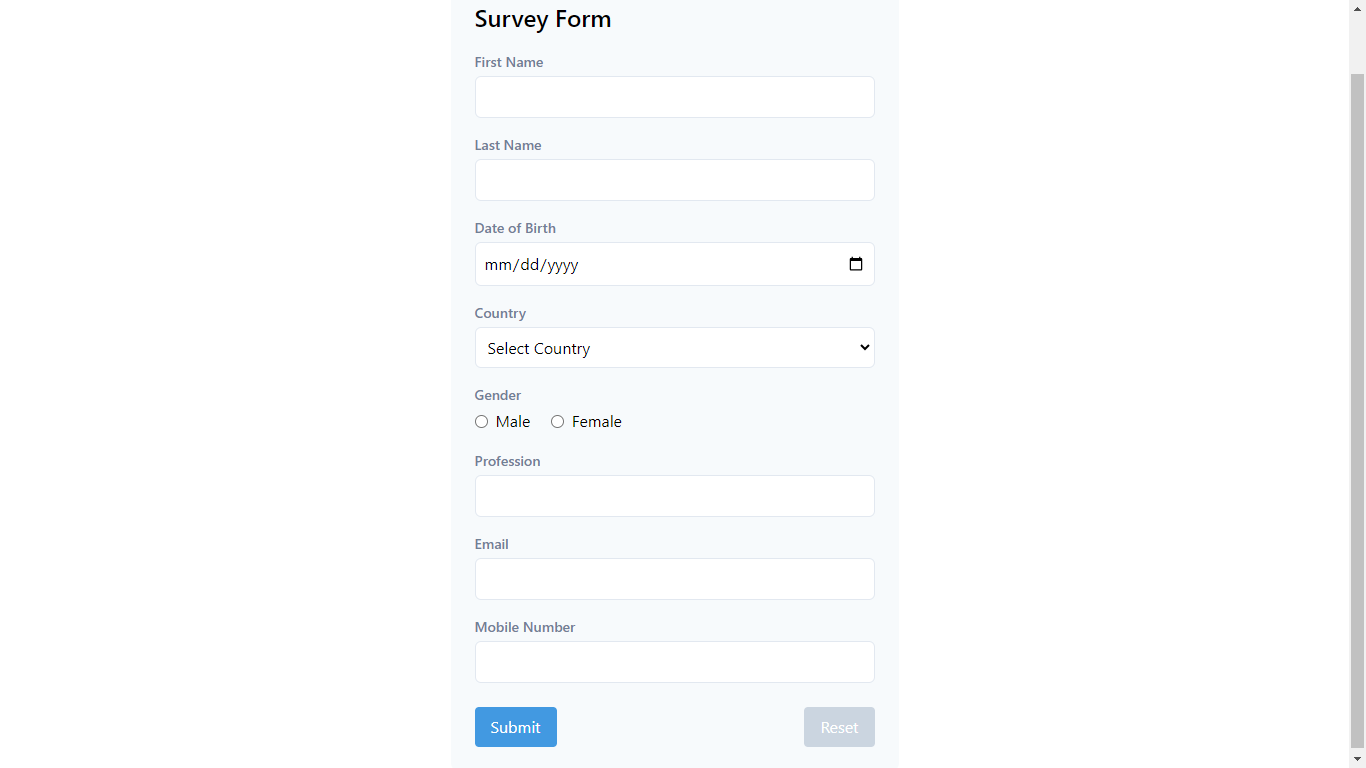 Survey Form
First Name
Last Name
Date of Birth
mm/dd/yyyy
Country
Select Country
Gender
Male Female
Profession
Email
Mobile Number
Submit Reset